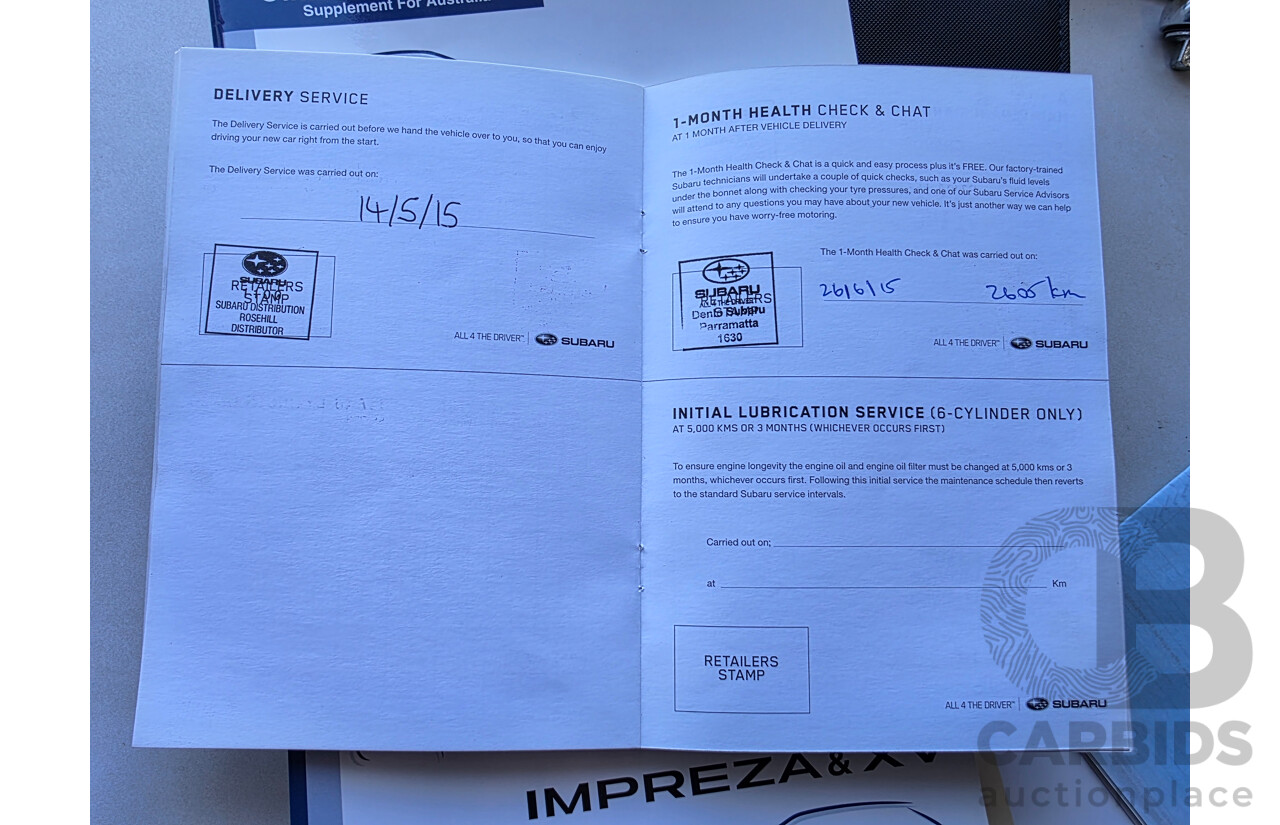 Supplement For Australia
DELIVERY SERVICE
The Delivery Service is carried out before we hand the vehicle over to you, so that you can enjoy
driving your new car right from the start.
The Delivery Service was carried out on:
14/5/15
SUBARU
RETAILERS
STAMP
SUBARU DISTRIBUTION
ROSEHILL
DISTRIBUTOR
ALL 4 THE DRIVER™ SUBARU
1-MONTH HEALTH CHECK & CHAT
AT 1 MONTH AFTER VEHICLE DELIVERY
The 1-Month Health Check & Chat is a quick and easy process plus it's FREE. Our factory-trained
Subaru technicians will undertake a couple of quick checks, such as your Subaru's fluid levels
under the bonnet along with checking your tyre pressures, and one of our Subaru Service Advisors
will attend to any questions you may have about your new vehicle. It's just another way we can help
to ensure you have worry-free motoring.
The 1-Month Health Check & Chat was carried out on:
26/6/15 2605 km
SUBARU
RETAILERS
STAMP
Subaru
Parramatta
1630
ALL 4 THE DRIVER™ SUBARU
INITIAL LUBRICATION SERVICE (6-CYLINDER ONLY)
AT 5,000 KMS OR 3 MONTHS (WHICHEVER OCCURS FIRST)
To ensure engine longevity the engine oil and engine oil filter must be changed at 5,000 kms or 3
months, whichever occurs first. Following this initial service the maintenance schedule then reverts
to the standard Subaru service intervals.
Carried out on;
at Km
RETAILERS
STAMP
ALL 4 THE DRIVER™ SUBARU
IMPREZA & XV
CARBIDS
auctionplace